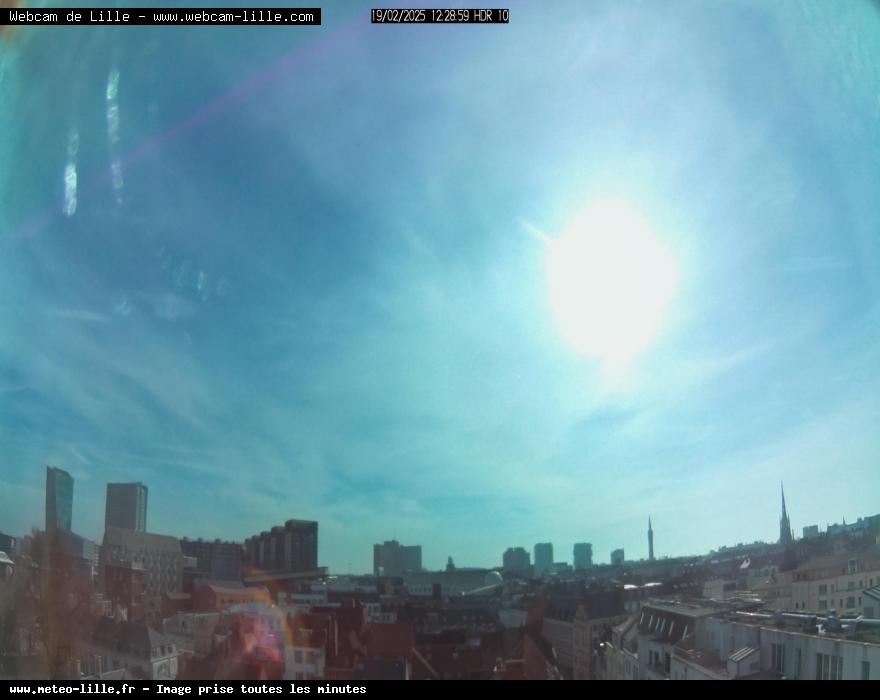 Webcam de Lille - www.webcam-lille.com
19/02/2025 12:28:59 HDR 10
www.meteo-lille.fr - Image prise toutes les minutes